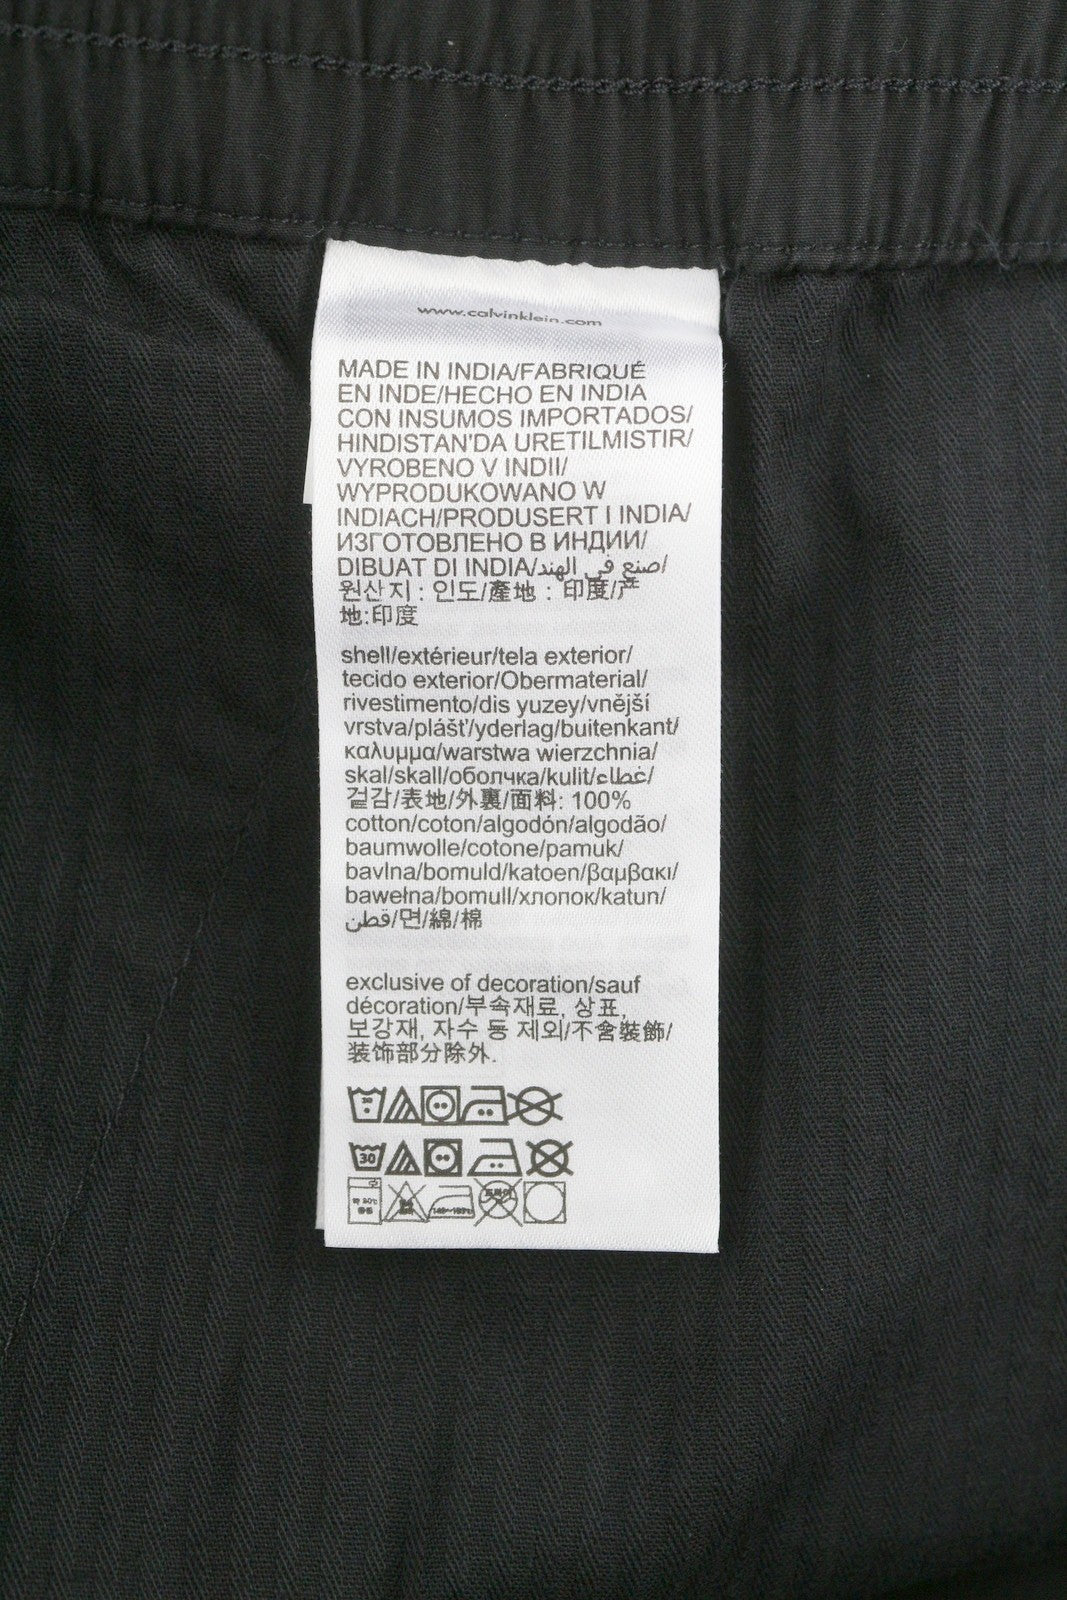 www.calvinklein.com
MADE IN INDIA/FABRIQUÉ
EN INDE/HECHO EN INDIA
CON INSUMOS IMPORTADOS/
HINDISTAN'DA URETILMISTIR/
VYROBENO V INDII/
WYPRODUKOWANO W
INDIACH/PRODUSERT I INDIA/
ИЗГОТОВЛЕНО В ИНДИИ/
DIBUAT DI INDIA/صنع في الهند/
원산지 : 인도/產地 : 印度/产
地:印度
shell/extérieur/tela exterior/
tecido exterior/Obermaterial/
rivestimento/dis yuzey/vnější
vrstva/plášť/yderlag/buitenkant/
καλυμμα/warstwa wierzchnia/
skal/skall/оболчка/kulit/غطاء/
겉감/表地/外裏/面料: 100%
cotton/coton/algodón/algodão/
baumwolle/cotone/pamuk/
bavlna/bomuld/katoen/βαμβακι/
bawełna/bomull/хлопок/katun/
قطن/면/綿/棉
exclusive of decoration/sauf
décoration/부속재료, 상표,
보강재, 자수 등 제외/不含裝飾/
装饰部分除外.
30
30